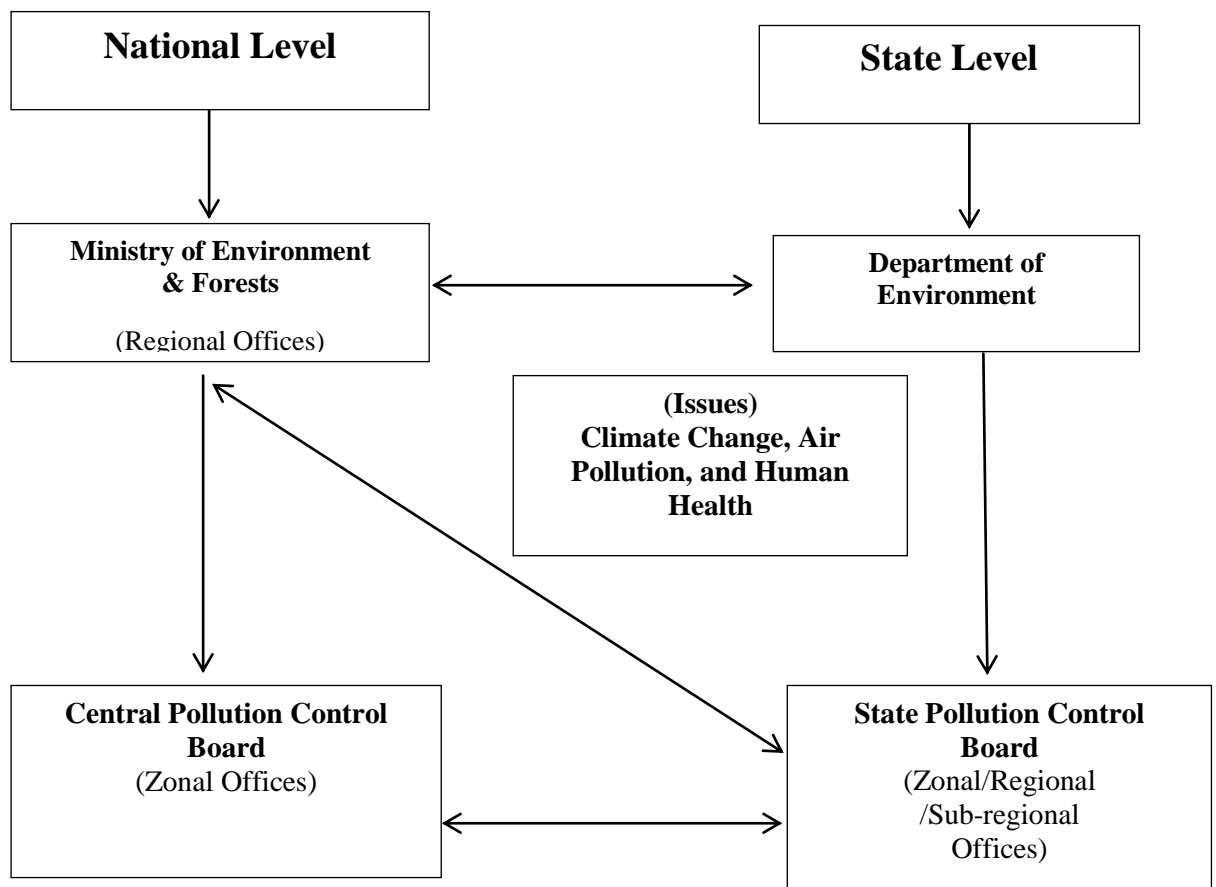 National Level
State Level
Ministry of Environment
& Forests
(Regional Offices)
Department of
Environment
(Issues)
Climate Change, Air
Pollution, and Human
Health
Central Pollution Control
Board
(Zonal Offices)
State Pollution Control
Board
(Zonal/Regional
/Sub-regional
Offices)